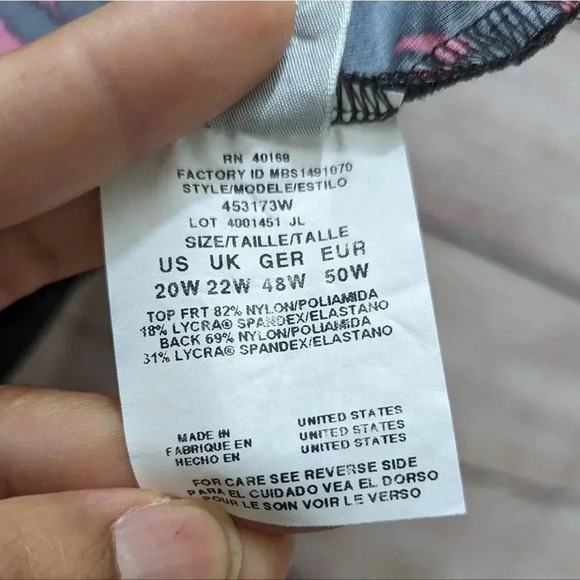 RN 40168
FACTORY ID MBS1491070
STYLE/MODELE/ESTILO
453173W
LOT 4001451 JL
SIZE/TAILLE/TALLE
US UK GER EUR
20W 22W 48W 50W
TOP FRT 82% NYLON/POLIAMIDA
18% LYCRA® SPANDEX/ELASTANO
BACK 69% NYLON/POLIAMIDA
31% LYCRA® SPANDEX/ELASTANO
MADE IN UNITED STATES
FABRIQUE EN UNITED STATES
HECHO EN UNITED STATES
FOR CARE SEE REVERSE SIDE
PARA EL CUIDADO VEA EL DORSO
POUR LE SOIN VOIR LE VERSO